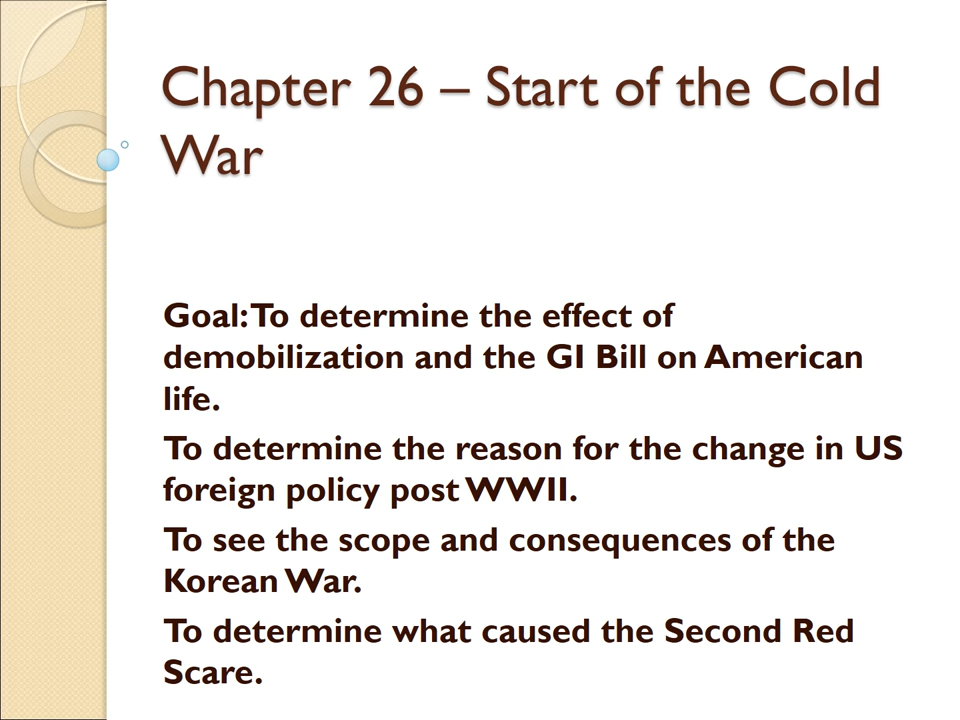 Chapter 26 – Start of the Cold
War
Goal: To determine the effect of
demobilization and the GI Bill on American
life.
To determine the reason for the change in US
foreign policy post WWII.
To see the scope and consequences of the
Korean War.
To determine what caused the Second Red
Scare.